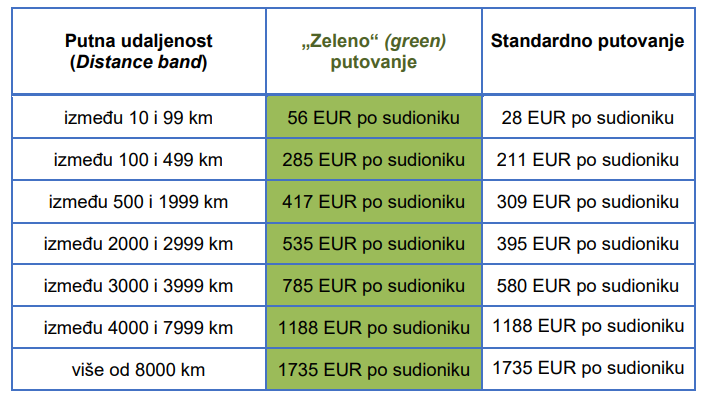 Putna udaljenost
(Distance band)
„Zeleno“ (green)
putovanje
Standardno putovanje
između 10 i 99 km
56 EUR po sudioniku
28 EUR po sudioniku
između 100 i 499 km
285 EUR po sudioniku
211 EUR po sudioniku
između 500 i 1999 km
417 EUR po sudioniku
309 EUR po sudioniku
između 2000 i 2999 km
535 EUR po sudioniku
395 EUR po sudioniku
između 3000 i 3999 km
785 EUR po sudioniku
580 EUR po sudioniku
između 4000 i 7999 km
1188 EUR po sudioniku
1188 EUR po sudioniku
više od 8000 km
1735 EUR po sudioniku
1735 EUR po sudioniku